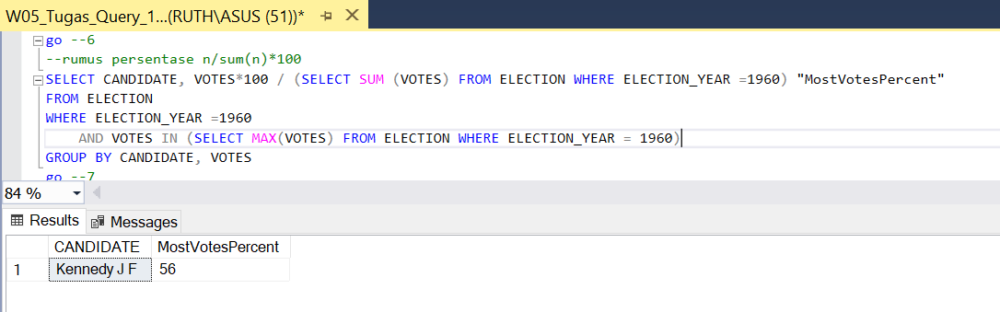 W05_Tugas_Query_1...(RUTH\ASUS (51))*
go --6
--rumus persentase n/sum(n)*100
SELECT CANDIDATE, VOTES*100 / (SELECT SUM (VOTES) FROM ELECTION WHERE ELECTION_YEAR =1960) "MostVotesPercent"
FROM ELECTION
WHERE ELECTION_YEAR =1960
AND VOTES IN (SELECT MAX(VOTES) FROM ELECTION WHERE ELECTION_YEAR = 1960)
GROUP BY CANDIDATE, VOTES
go --7
84 %
Results Messages
CANDIDATE MostVotesPercent
1 Kennedy J F 56